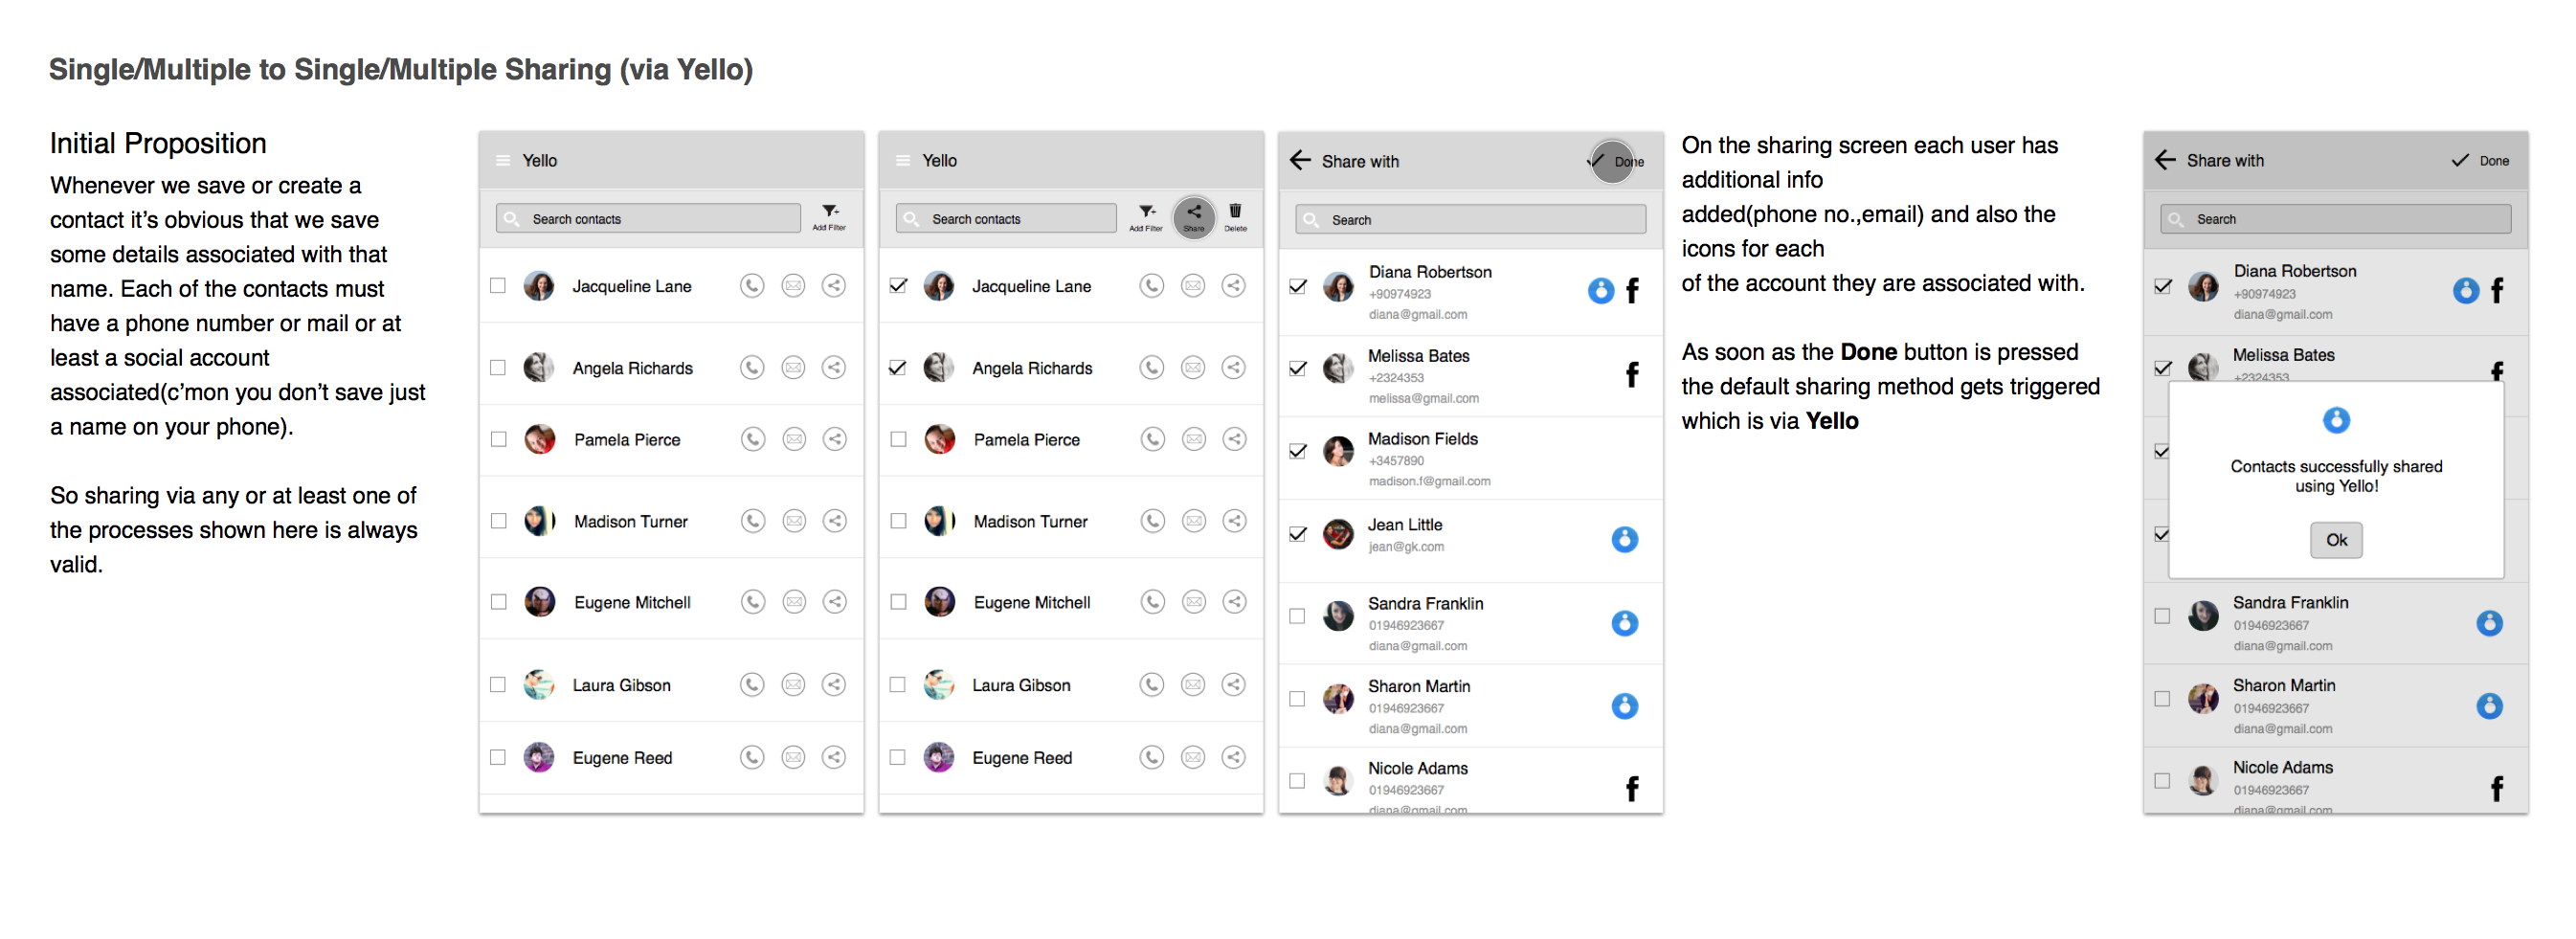 Single/Multiple to Single/Multiple Sharing (via Yello)
Initial Proposition
Whenever we save or create a
contact it’s obvious that we save
some details associated with that
name. Each of the contacts must
have a phone number or mail or at
least a social account
associated(c’mon you don’t save just
a name on your phone).
So sharing via any or at least one of
the processes shown here is always
valid.
Yello
Search contacts
Add Filter
Jacqueline Lane
Angela Richards
Pamela Pierce
Madison Turner
Eugene Mitchell
Laura Gibson
Eugene Reed
Yello
Search contacts
Add Filter
Share
Delete
Jacqueline Lane
Angela Richards
Pamela Pierce
Madison Turner
Eugene Mitchell
Laura Gibson
Eugene Reed
Share with
Done
Search
Diana Robertson
+90974923
diana@gmail.com
Melissa Bates
+2324353
melissa@gmail.com
Madison Fields
+3457890
madison.f@gmail.com
Jean Little
jean@gk.com
Sandra Franklin
01946923667
diana@gmail.com
Sharon Martin
01946923667
diana@gmail.com
Nicole Adams
01946923667
diana@gmail.com
On the sharing screen each user has
additional info
added(phone no.,email) and also the
icons for each
of the account they are associated with.
As soon as the Done button is pressed
the default sharing method gets triggered
which is via Yello
Share with
Done
Search
Diana Robertson
+90974923
diana@gmail.com
Melissa Bates
+2324353
Contacts successfully shared
using Yello!
Ok
Sandra Franklin
01946923667
diana@gmail.com
Sharon Martin
01946923667
diana@gmail.com
Nicole Adams
01946923667
diana@gmail.com